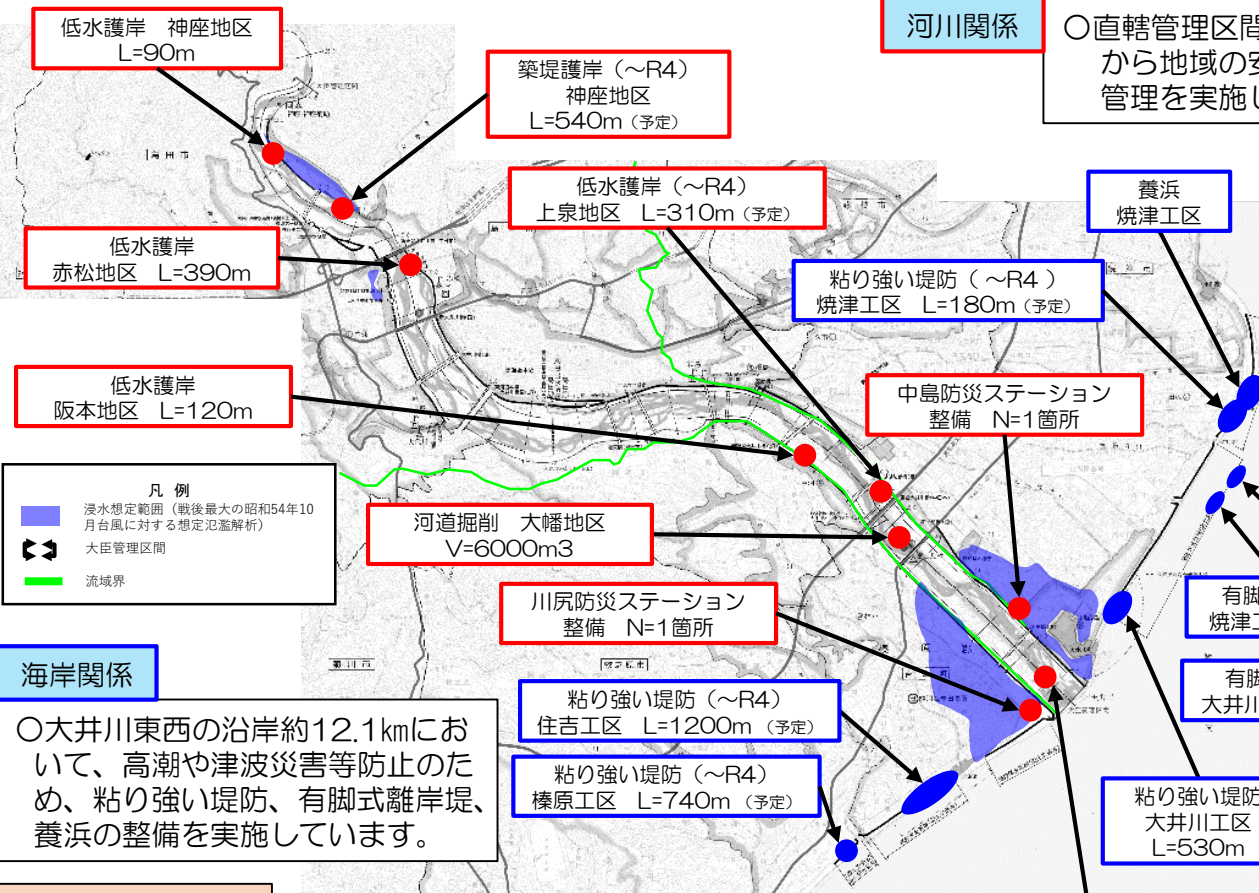 低水護岸　神座地区
L=90m
河川関係
〇直轄管理区間
から地域の安
管理を実施し
築堤護岸（～R4）
神座地区
L=540m（予定）
低水護岸（～R4）
上泉地区　L=310m（予定）
養浜
焼津工区
低水護岸
赤松地区　L=390m
粘り強い堤防（～R4）
焼津工区　L=180m（予定）
低水護岸
阪本地区　L=120m
中島防災ステーション
整備　N=1箇所
凡 例
浸水想定範囲（戦後最大の昭和54年10
月台風に対する想定氾濫解析）
大臣管理区間
流域界
河道掘削　大幡地区
V=6000m3
川尻防災ステーション
整備　N=1箇所
有脚
焼津工
有脚
大井川
海岸関係
〇大井川東西の沿岸約12.1㎞にお
いて、高潮や津波災害等防止のた
め、粘り強い堤防、有脚式離岸堤、
養浜の整備を実施しています。
粘り強い堤防（～R4）
住吉工区　L=1200m（予定）
粘り強い堤防（～R4）
榛原工区　L=740m（予定）
粘り強い堤防
大井川工区
L=530m